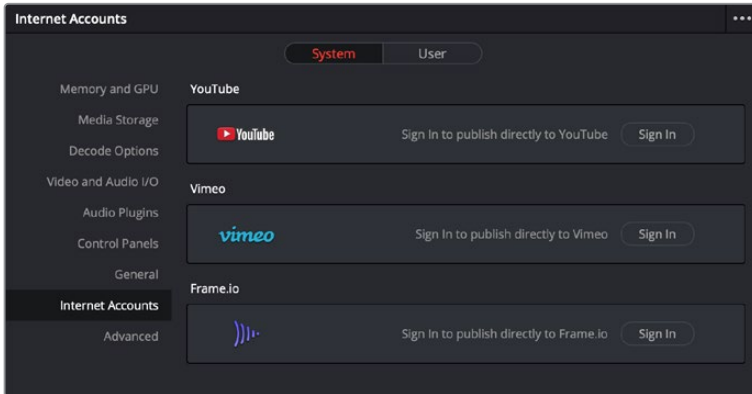 Internet Accounts
System User
Memory and GPU
Media Storage
Decode Options
Video and Audio I/O
Audio Plugins
Control Panels
General
Internet Accounts
Advanced
YouTube
YouTube Sign In to publish directly to YouTube Sign In
Vimeo
vimeo Sign In to publish directly to Vimeo Sign In
Frame.io
Sign In to publish directly to Frame.io Sign In